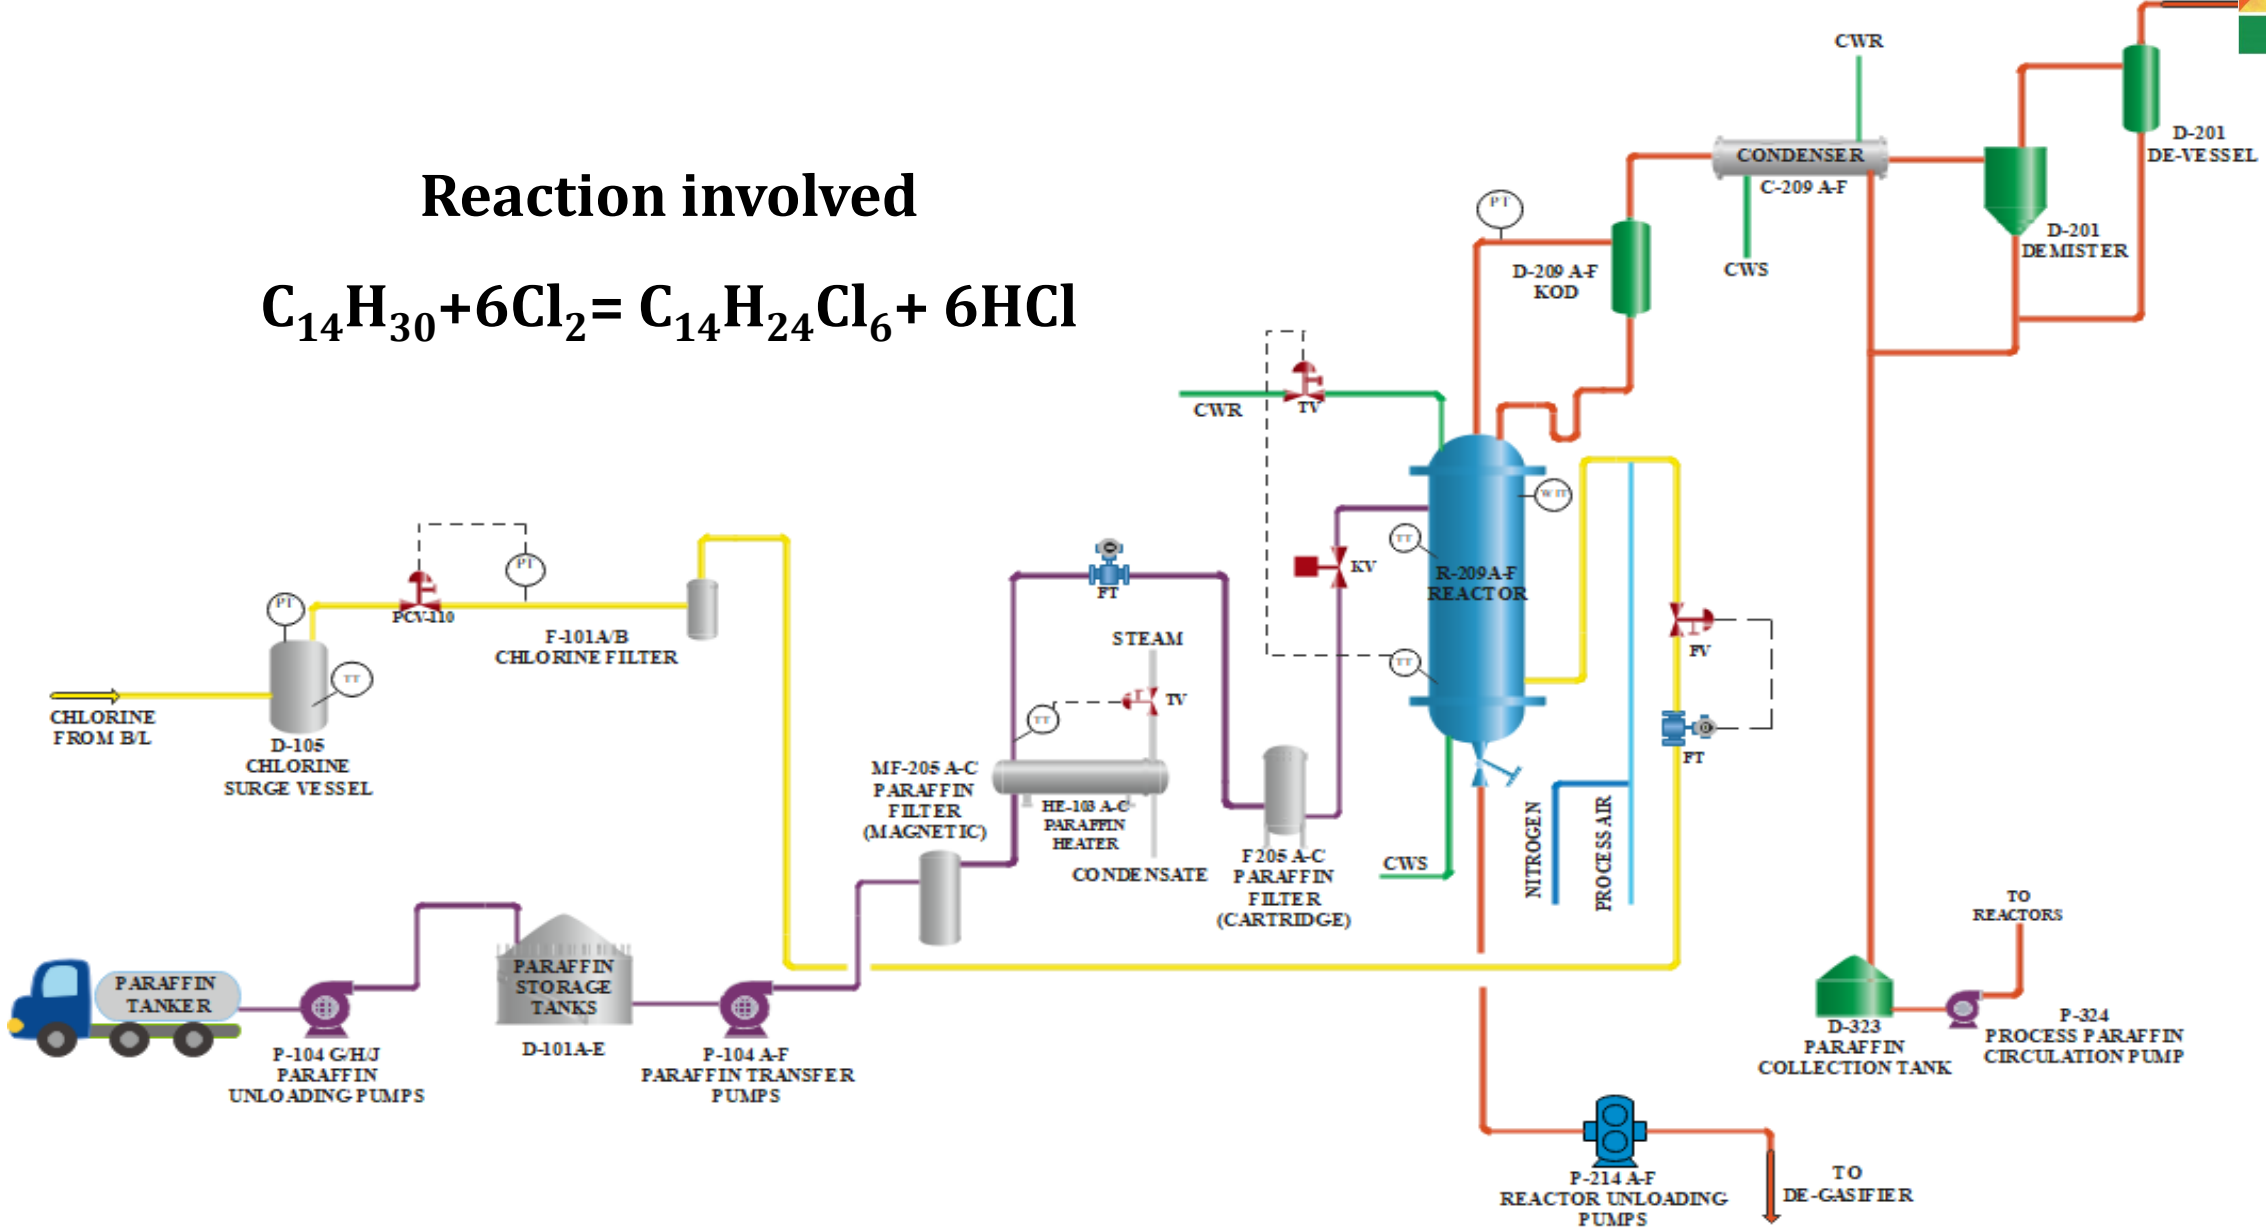 Reaction involved
C₁₄H₃₀+6Cl₂= C₁₄H₂₄Cl₆+ 6HCl
CWR
CONDENSER
C-209 A-F
CWS
D-201
DE-VESSEL
D-201
DEMISTER
PT
D-209 A-F
KOD
CWR
TV
W IT
TT
R-209A-F
REACTOR
TT
KV
FV
FT
NITROGEN
PROCESS AIR
CWS
PT
PCV-110
PT
TT
F-101A/B
CHLORINE FILTER
CHLORINE
FROM B/L
D-105
CHLORINE
SURGE VESSEL
FT
STEAM
TV
TT
MF-205 A-C
PARAFFIN
FILTER
(MAGNETIC)
HE-103 A-C
PARAFFIN
HEATER
CONDENSATE
F205 A-C
PARAFFIN
FILTER
(CARTRIDGE)
PARAFFIN
TANKER
P-104 G/H/J
PARAFFIN
UNLOADING PUMPS
PARAFFIN
STORAGE
TANKS
D-101A-E
P-104 A-F
PARAFFIN TRANSFER
PUMPS
TO
REACTORS
D-323
PARAFFIN
COLLECTION TANK
P-324
PROCESS PARAFFIN
CIRCULATION PUMP
P-214 A-F
REACTOR UNLOADING
PUMPS
TO
DE-GASIFIER